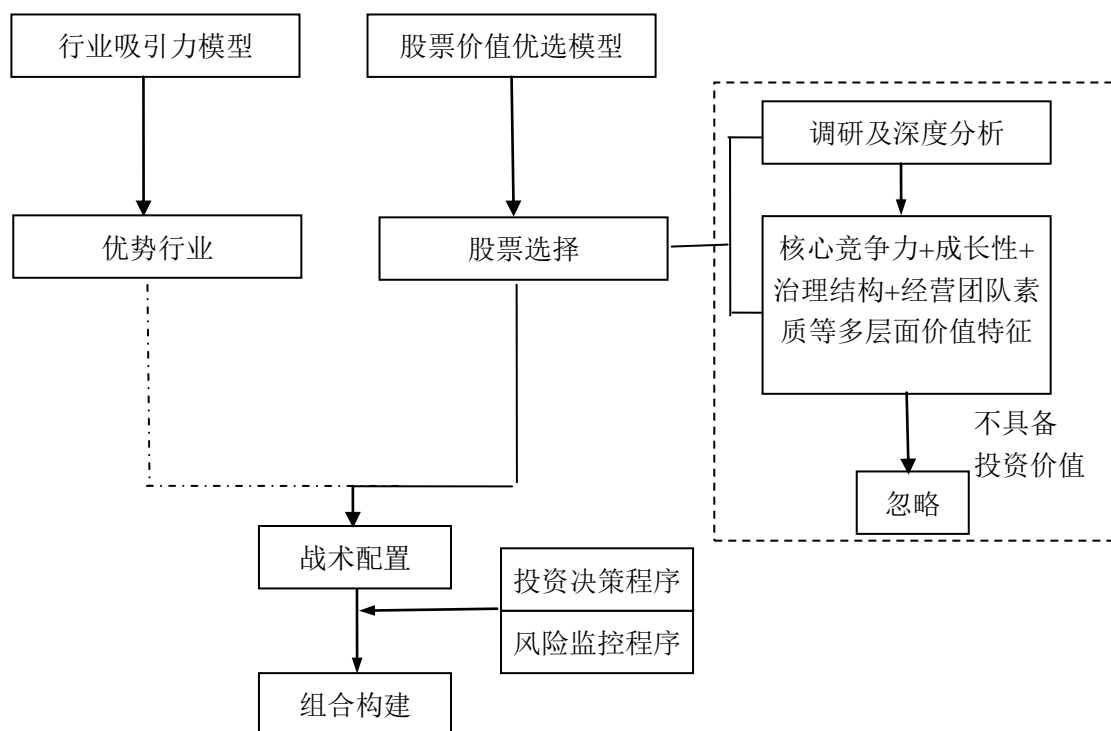 行业吸引力模型
股票价值优选模型
调研及深度分析
优势行业
股票选择
核心竞争力+成长性+
治理结构+经营团队素
质等多层面价值特征
不具备
投资价值
忽略
战术配置
投资决策程序
风险监控程序
组合构建